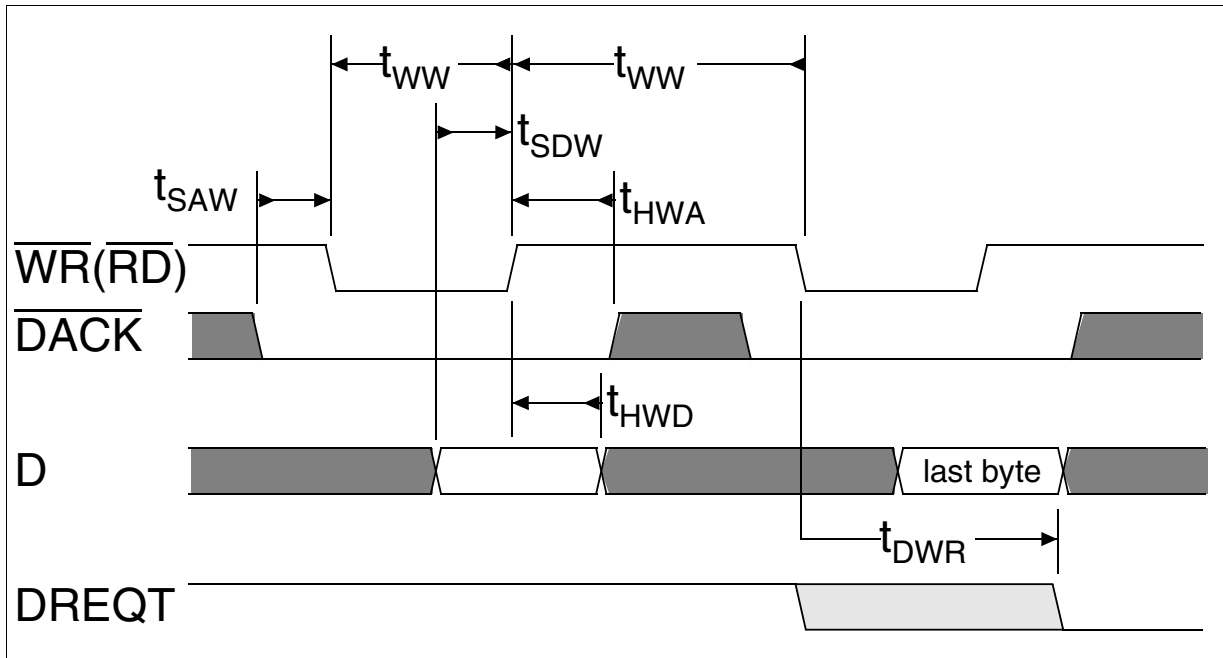 tWW tWW
tSDW
tSAW
tHWA
WR(RD)
DACK
tHWD
D
last byte
tDWR
DREQT